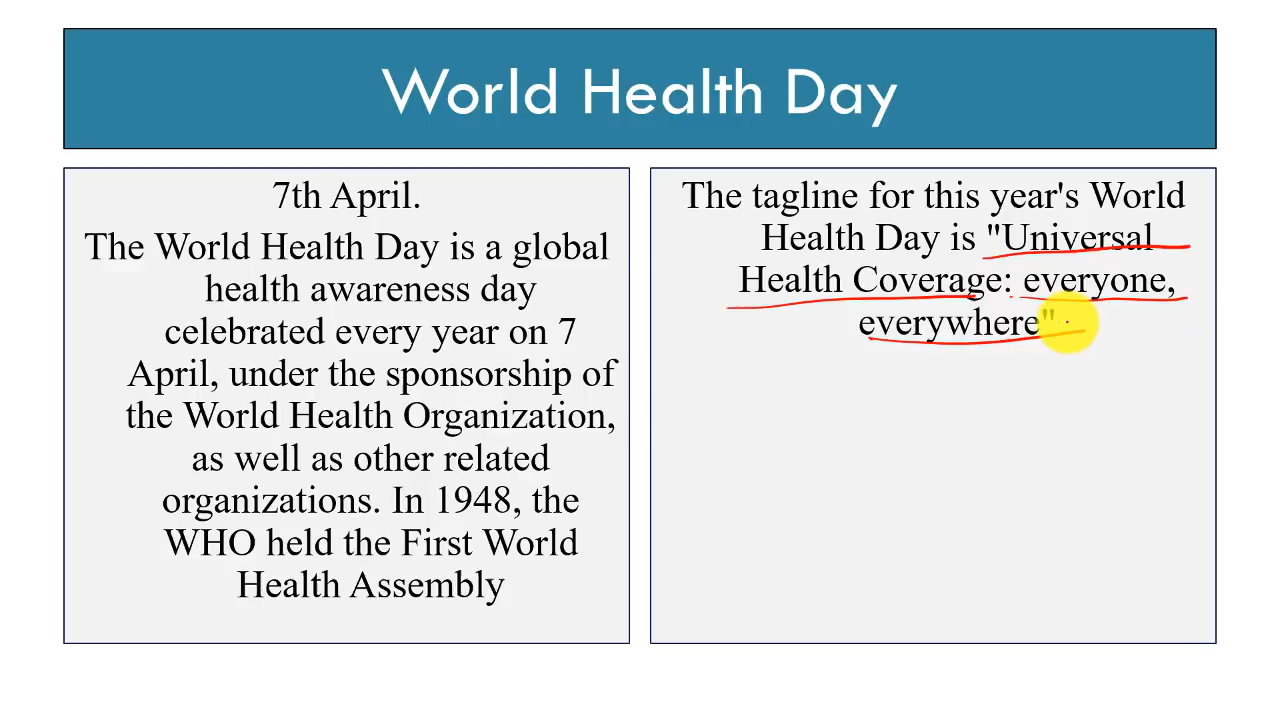 World Health Day
7th April.
The World Health Day is a global
health awareness day
celebrated every year on 7
April, under the sponsorship of
the World Health Organization,
as well as other related
organizations. In 1948, the
WHO held the First World
Health Assembly
The tagline for this year's World
Health Day is "Universal
Health Coverage: everyone,
everywhere"